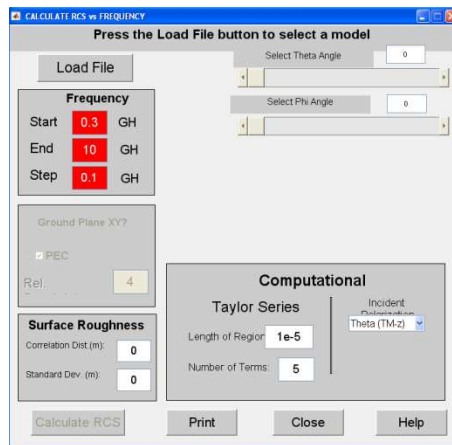 CALCULATE RCS vs FREQUENCY
Press the Load File button to select a model
Load File
Select Theta Angle
0
Select Phi Angle
0
Frequency
Start 0.3 GH
End 10 GH
Step 0.1 GH
Ground Plane XY?
PEC
Rel.
4
Surface Roughness
Correlation Dist.(m): 0
Standard Dev. (m): 0
Computational
Taylor Series
Length of Region 1e-5
Number of Terms: 5
Incident
Polarization
Theta (TM-z)
Calculate RCS
Print
Close
Help